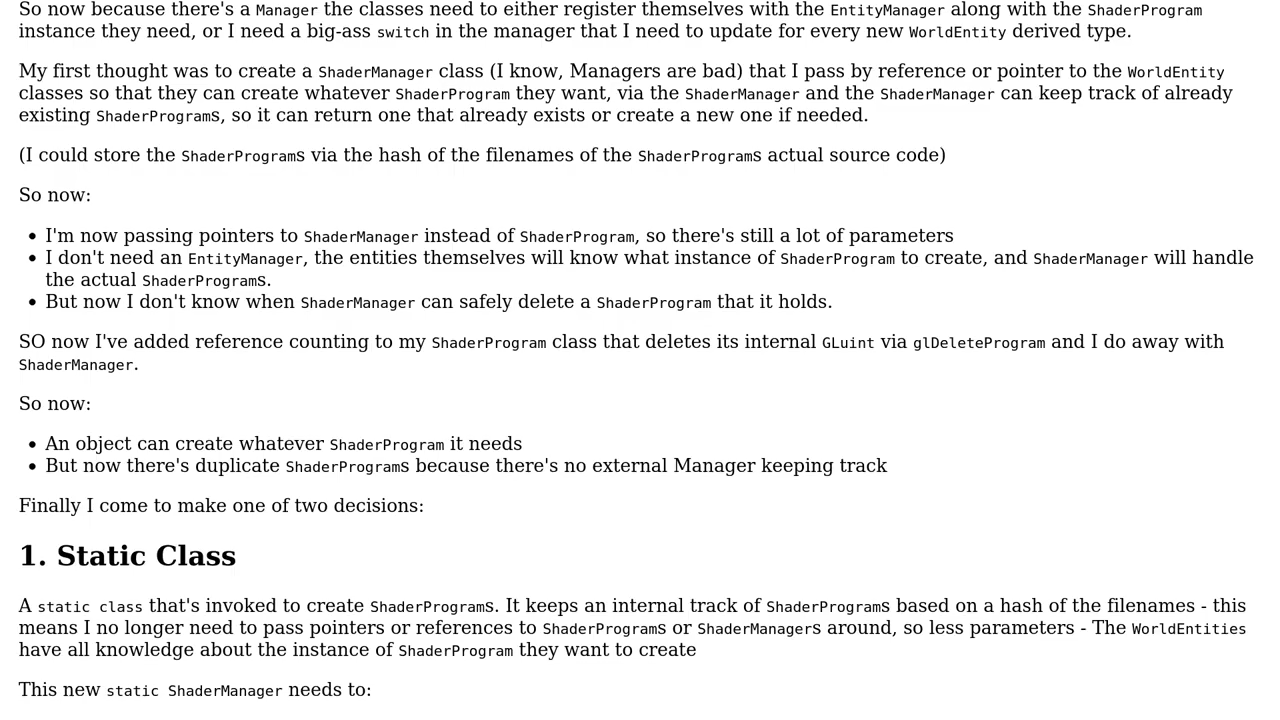 So now because there's a Manager the classes need to either register themselves with the EntityManager along with the ShaderProgram
instance they need, or I need a big-ass switch in the manager that I need to update for every new WorldEntity derived type.
My first thought was to create a ShaderManager class (I know, Managers are bad) that I pass by reference or pointer to the WorldEntity
classes so that they can create whatever ShaderProgram they want, via the ShaderManager and the ShaderManager can keep track of already
existing ShaderPrograms, so it can return one that already exists or create a new one if needed.
(I could store the ShaderPrograms via the hash of the filenames of the ShaderPrograms actual source code)
So now:
• I'm now passing pointers to ShaderManager instead of ShaderProgram, so there's still a lot of parameters
• I don't need an EntityManager, the entities themselves will know what instance of ShaderProgram to create, and ShaderManager will handle
the actual ShaderPrograms.
• But now I don't know when ShaderManager can safely delete a ShaderProgram that it holds.
SO now I've added reference counting to my ShaderProgram class that deletes its internal GLuint via glDeleteProgram and I do away with
ShaderManager.
So now:
• An object can create whatever ShaderProgram it needs
• But now there's duplicate ShaderPrograms because there's no external Manager keeping track
Finally I come to make one of two decisions:
1. Static Class
A static class that's invoked to create ShaderPrograms. It keeps an internal track of ShaderPrograms based on a hash of the filenames - this
means I no longer need to pass pointers or references to ShaderPrograms or ShaderManagers around, so less parameters - The WorldEntities
have all knowledge about the instance of ShaderProgram they want to create
This new static ShaderManager needs to: